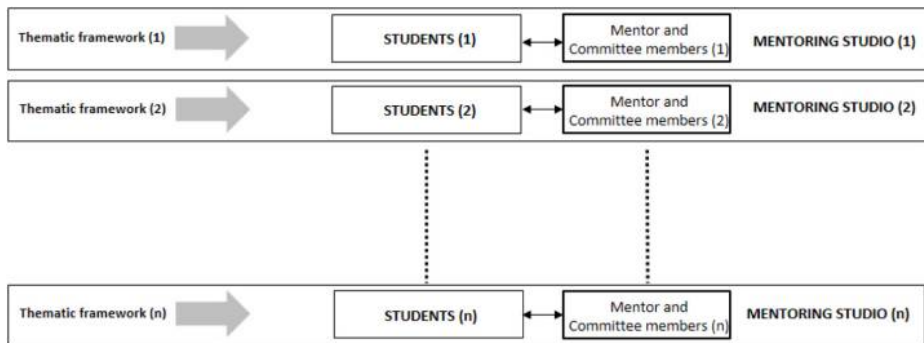 Thematic framework (1)
STUDENTS (1)
Mentor and
Committee members (1)
MENTORING STUDIO (1)
Thematic framework (2)
STUDENTS (2)
Mentor and
Committee members (2)
MENTORING STUDIO (2)
Thematic framework (n)
STUDENTS (n)
Mentor and
Committee members (n)
MENTORING STUDIO (n)